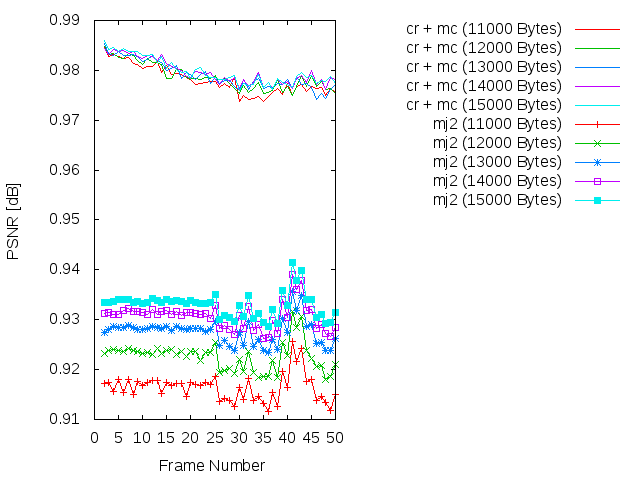 0.99
0.98
0.97
0.96
0.95
0.94
0.93
0.92
0.91
PSNR [dB]
0 5 10 15 20 25 30 35 40 45 50
Frame Number
cr + mc (11000 Bytes)
cr + mc (12000 Bytes)
cr + mc (13000 Bytes)
cr + mc (14000 Bytes)
cr + mc (15000 Bytes)
mj2 (11000 Bytes)
mj2 (12000 Bytes)
mj2 (13000 Bytes)
mj2 (14000 Bytes)
mj2 (15000 Bytes)